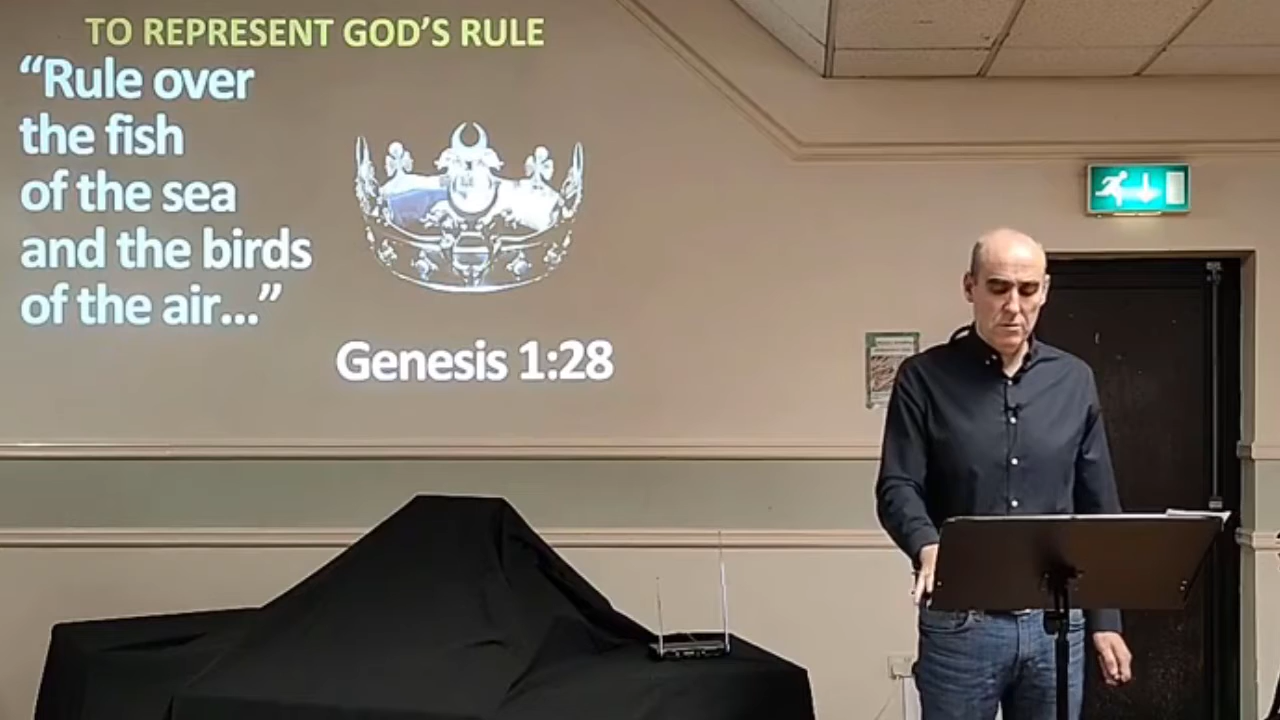 TO REPRESENT GOD'S RULE
“Rule over
the fish
of the sea
and the birds
of the air...”
Genesis 1:28